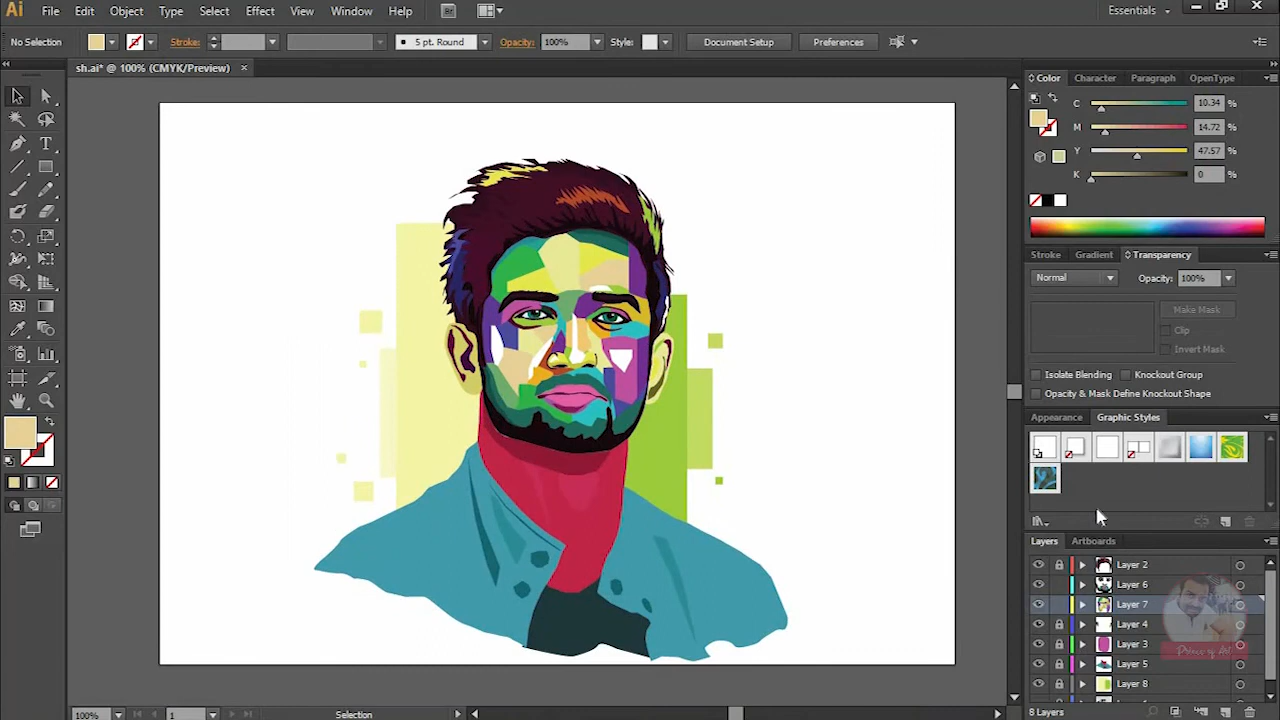 Ai File Edit Object Type Select Effect View Window Help Br Essentials
No Selection Stroke: 5 pt. Round Opacity: 100% Style: Document Setup Preferences
sh.ai* @ 100% (CMYK/Preview) ×
Color Character Paragraph OpenType
C 10.34 %
M 14.72 %
Y 47.57 %
K 0 %
Stroke Gradient Transparency
Normal Opacity: 100%
Make Mask
Clip
Invert Mask
Isolate Blending Knockout Group
Opacity & Mask Define Knockout Shape
Appearance Graphic Styles
Layers Artboards
Layer 2
Layer 6
Layer 7
Layer 4
Layer 3
Prince of Art
Layer 5
Layer 8
8 Layers
100% 1 Selection